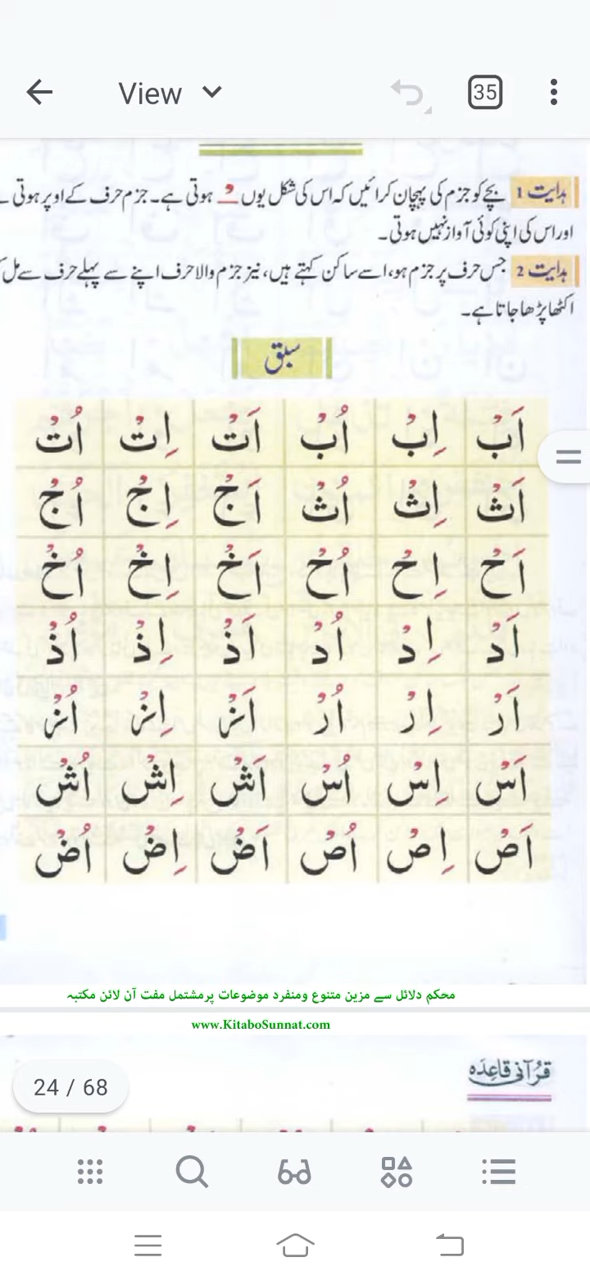 View
35
ہدایت 1 بچے کو جزم کی پہچان کرائیں کہ اس کی شکل یوں ـْـ ہوتی ہے۔ جزم حرف کے اوپر ہوتی
اور اس کی اپنی کوئی آواز نہیں ہوتی۔
ہدایت 2 جس حرف پر جزم ہو، اسے ساکن کہتے ہیں، نیز جزم والا حرف اپنے سے پہلے حرف سے مل
اکٹھا پڑھا جاتا ہے۔
سبق
اَبْ اِبْ اُبْ اَتْ اِتْ اُتْ
اَثْ اِثْ اُثْ اَجْ اِجْ اُجْ
اَحْ اِحْ اُحْ اَخْ اِخْ اُخْ
اَدْ اِدْ اُدْ اَذْ اِذْ اُذْ
اَرْ اِرْ اُرْ اَزْ اِزْ اُزْ
اَسْ اِسْ اُسْ اَشْ اِشْ اُشْ
اَصْ اِصْ اُصْ اَضْ اِضْ اُضْ
محکم دلائل سے مزین متنوع ومنفرد موضوعات پر مشتمل مفت آن لائن مکتبہ
www.KitaboSunnat.com
قرآنی قاعدہ
24 / 68